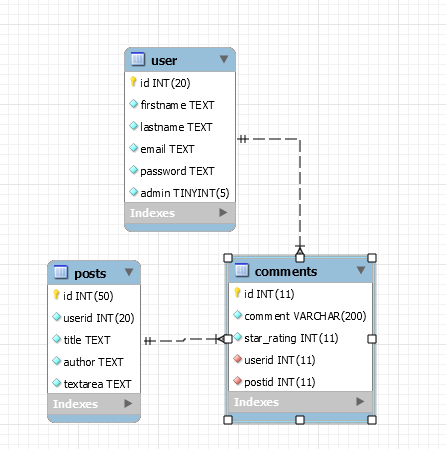 user
id INT(20)
firstname TEXT
lastname TEXT
email TEXT
password TEXT
admin TINYINT(5)
Indexes
posts
id INT(50)
userid INT(20)
title TEXT
author TEXT
textarea TEXT
Indexes
comments
id INT(11)
comment VARCHAR(200)
star_rating INT(11)
userid INT(11)
postid INT(11)
Indexes